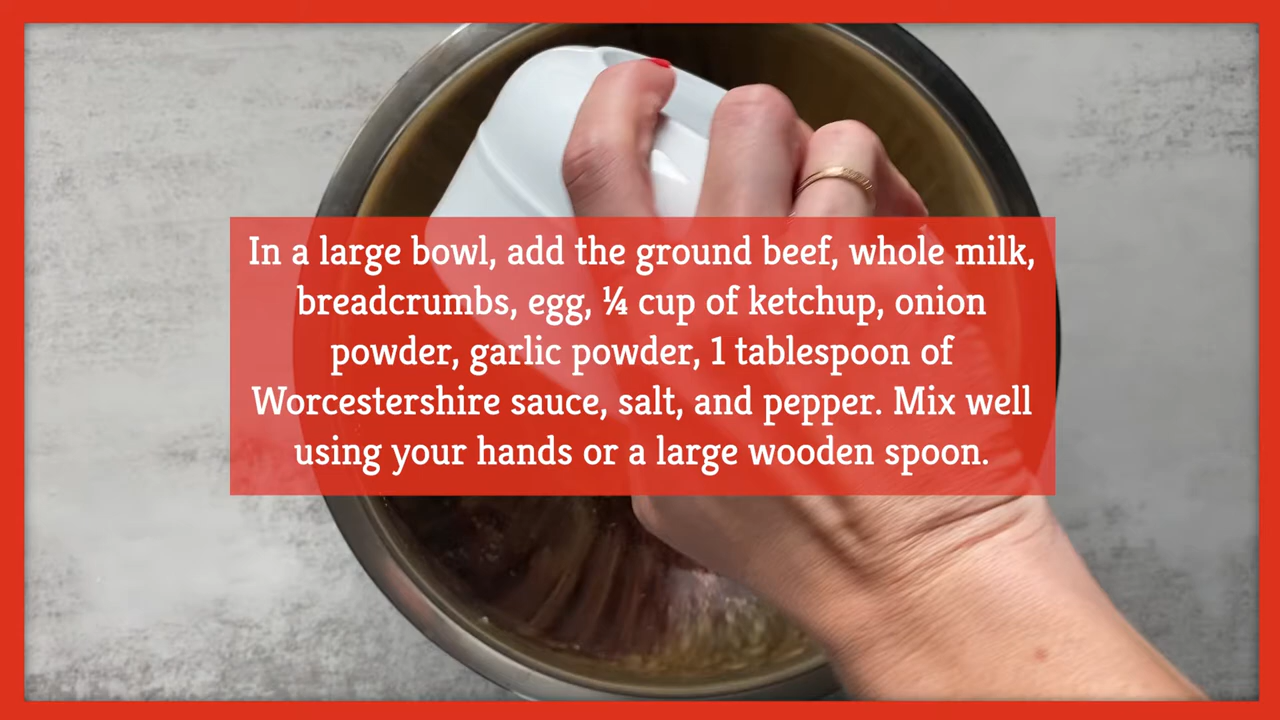 In a large bowl, add the ground beef, whole milk,
breadcrumbs, egg, ¼ cup of ketchup, onion
powder, garlic powder, 1 tablespoon of
Worcestershire sauce, salt, and pepper. Mix well
using your hands or a large wooden spoon.